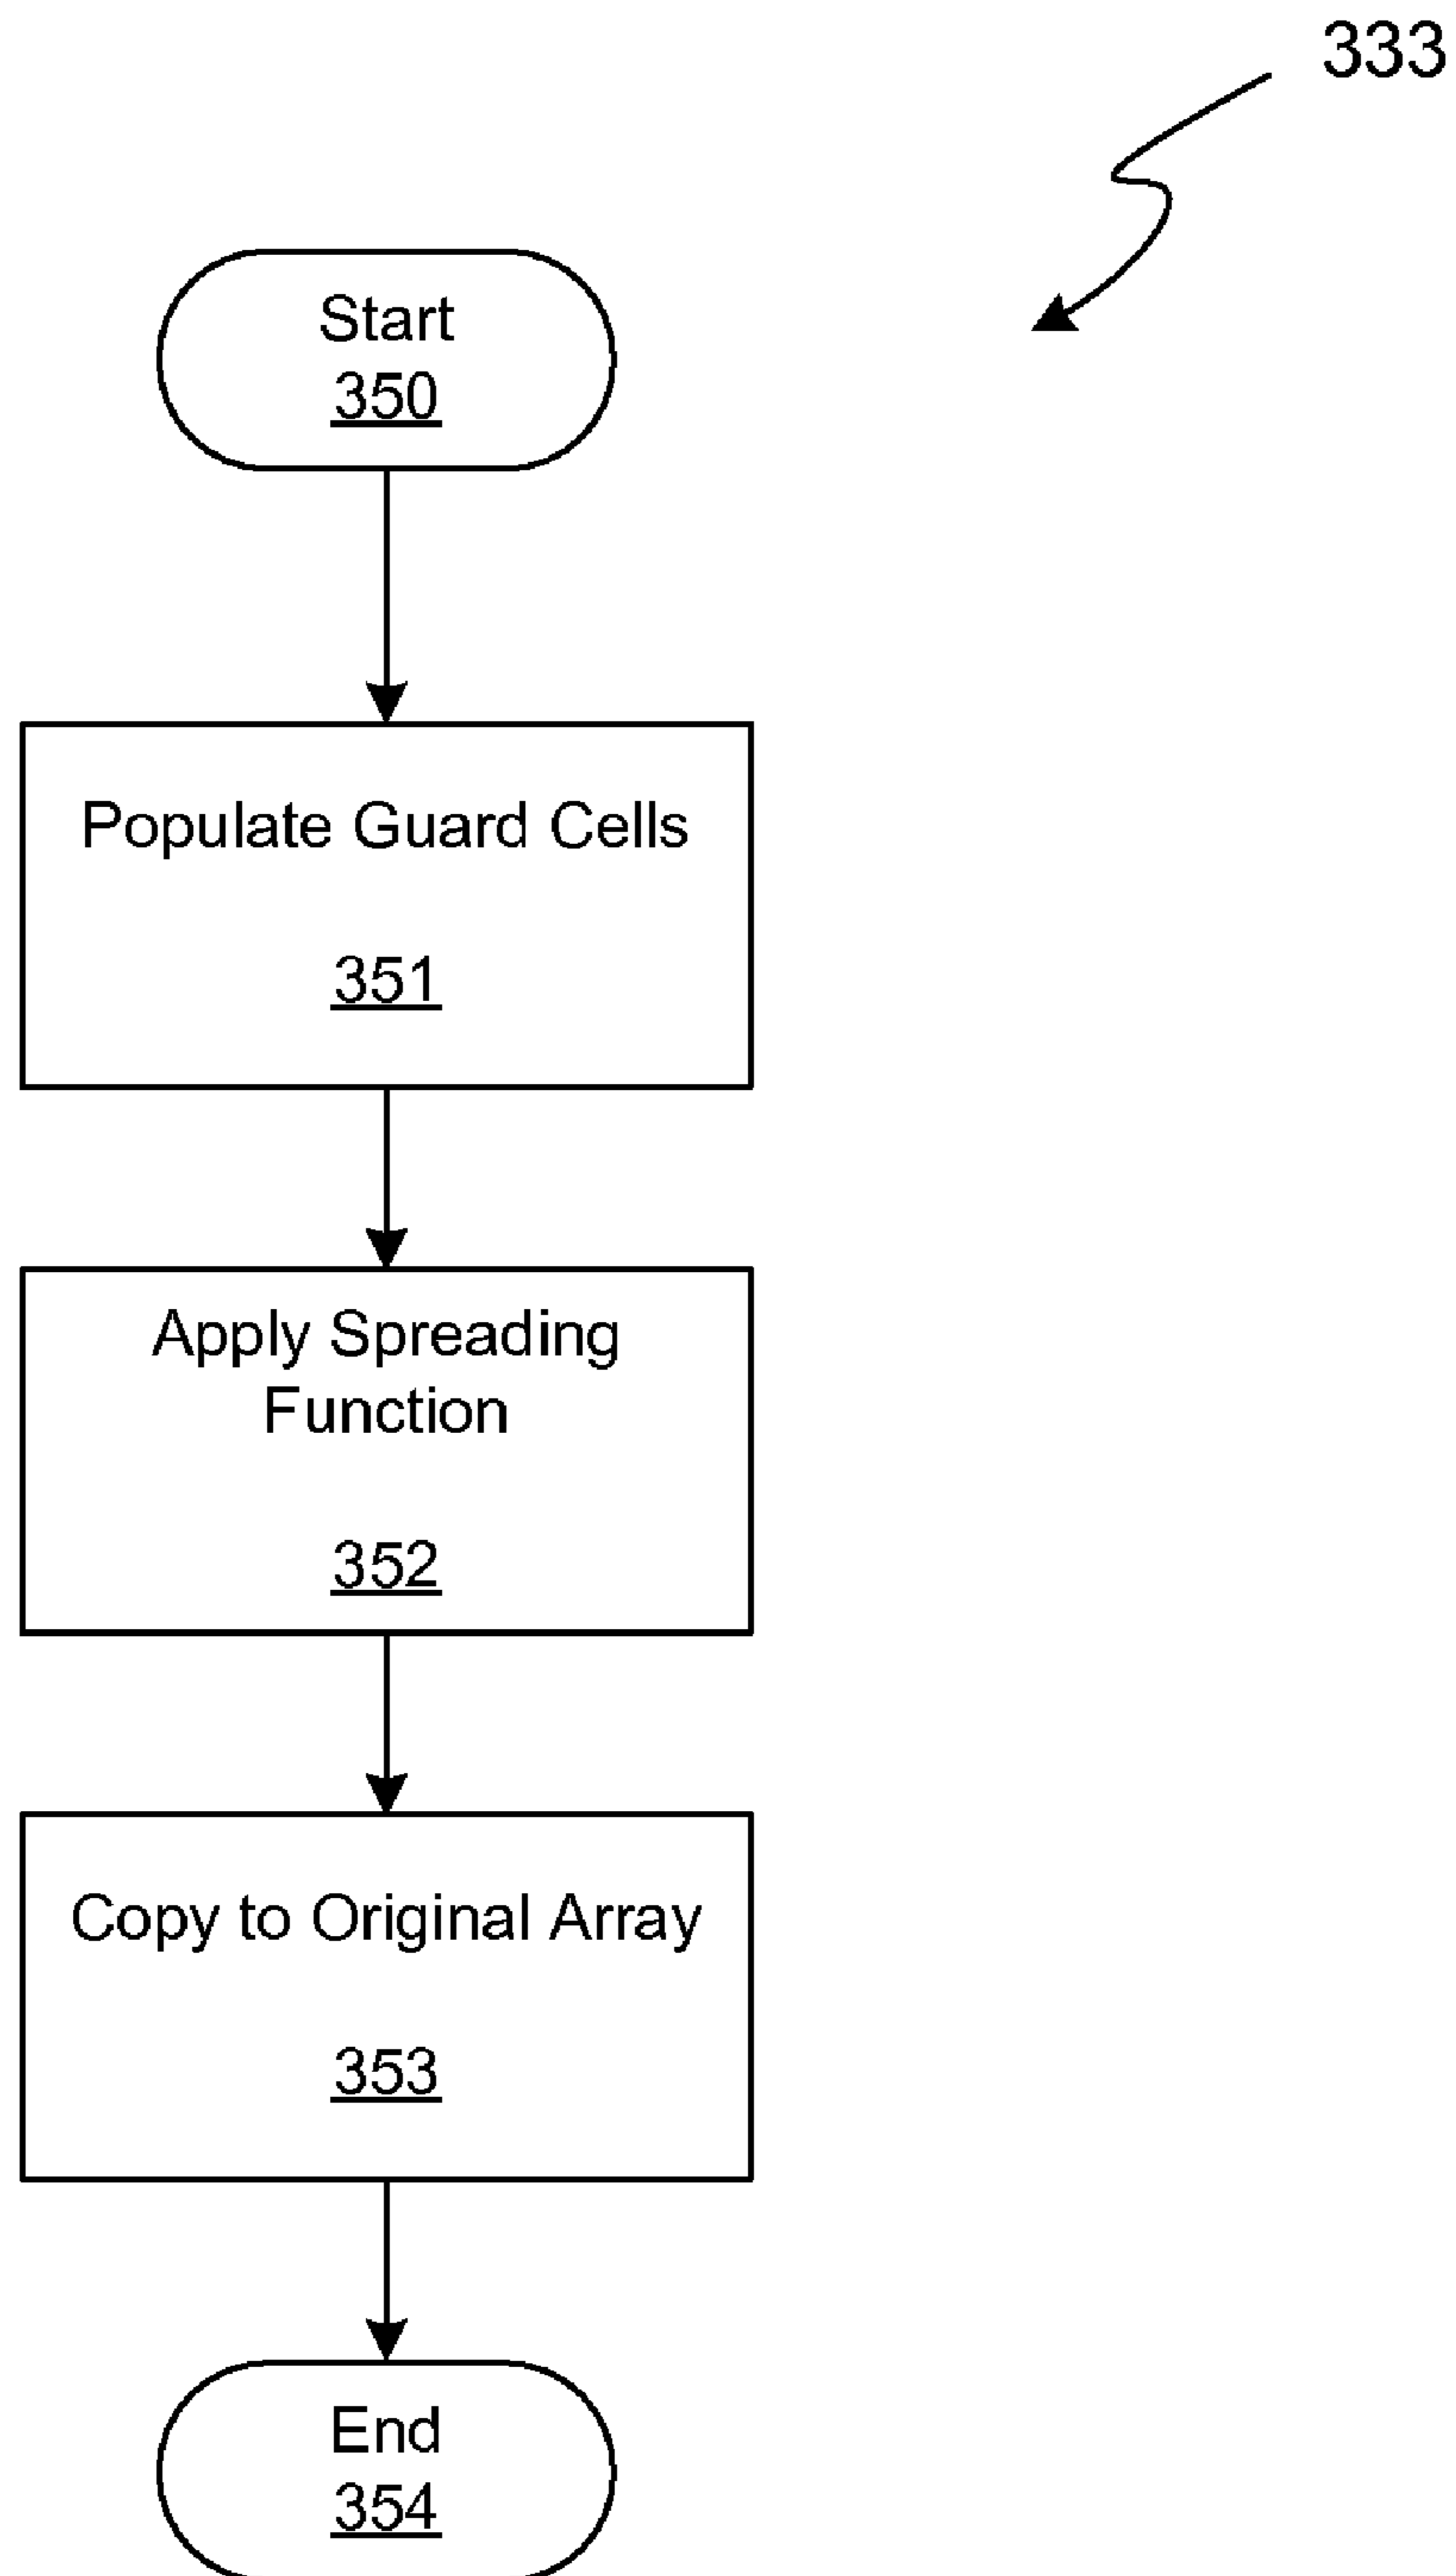 333
Start
350
Populate Guard Cells
351
Apply Spreading
Function
352
Copy to Original Array
353
End
354